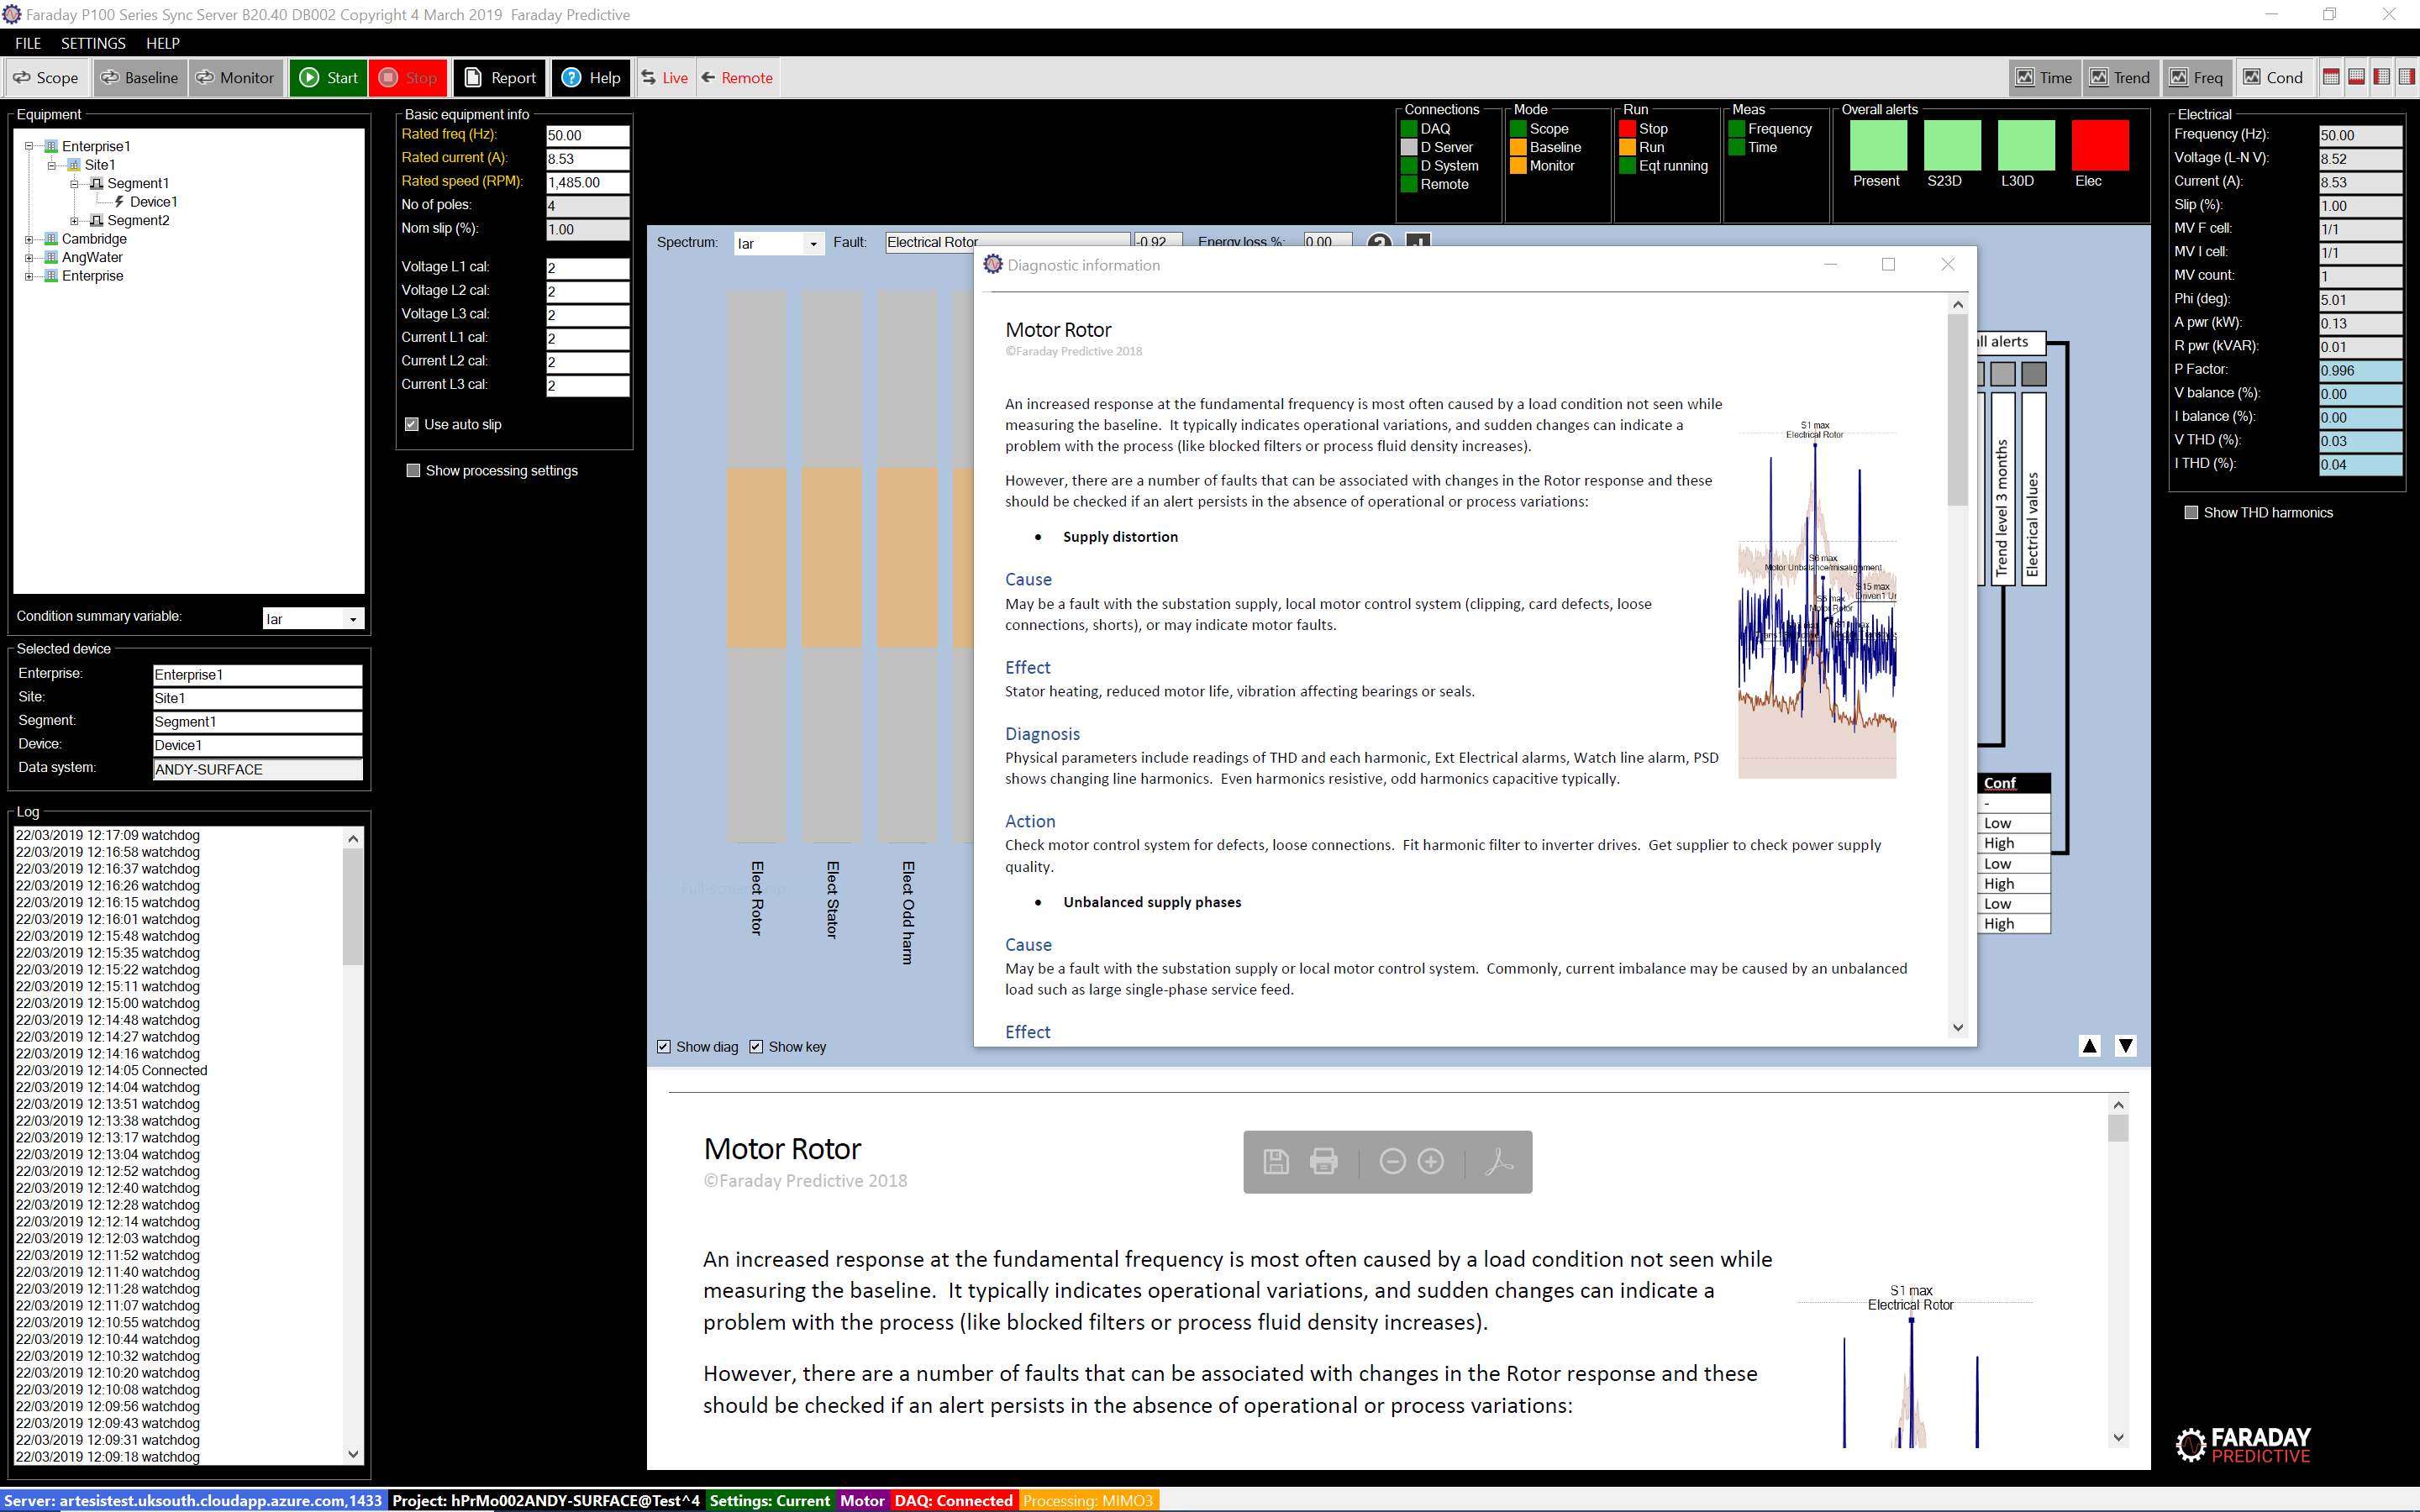 Faraday P100 Series Sync Server B20.40 DB002 Copyright 4 March 2019  Faraday Predictive
FILE SETTINGS HELP
Scope Baseline Monitor Start Stop Report Help Live Remote Time Trend Freq Cond
Equipment
Enterprise1
Site1
Segment1
Device1
Segment2
Cambridge
AngWater
Enterprise
Condition summary variable: Iar
Selected device
Enterprise: Enterprise1
Site: Site1
Segment: Segment1
Device: Device1
Data system: ANDY-SURFACE
Log
22/03/2019 12:17:09 watchdog
22/03/2019 12:16:58 watchdog
22/03/2019 12:16:37 watchdog
22/03/2019 12:16:26 watchdog
22/03/2019 12:16:15 watchdog
22/03/2019 12:16:01 watchdog
22/03/2019 12:15:48 watchdog
22/03/2019 12:15:35 watchdog
22/03/2019 12:15:22 watchdog
22/03/2019 12:15:11 watchdog
22/03/2019 12:15:00 watchdog
22/03/2019 12:14:48 watchdog
22/03/2019 12:14:27 watchdog
22/03/2019 12:14:16 watchdog
22/03/2019 12:14:05 Connected
22/03/2019 12:14:04 watchdog
22/03/2019 12:13:51 watchdog
22/03/2019 12:13:38 watchdog
22/03/2019 12:13:17 watchdog
22/03/2019 12:13:04 watchdog
22/03/2019 12:12:52 watchdog
22/03/2019 12:12:40 watchdog
22/03/2019 12:12:28 watchdog
22/03/2019 12:12:14 watchdog
22/03/2019 12:12:03 watchdog
22/03/2019 12:11:52 watchdog
22/03/2019 12:11:40 watchdog
22/03/2019 12:11:28 watchdog
22/03/2019 12:11:07 watchdog
22/03/2019 12:10:55 watchdog
22/03/2019 12:10:44 watchdog
22/03/2019 12:10:32 watchdog
22/03/2019 12:10:20 watchdog
22/03/2019 12:10:08 watchdog
22/03/2019 12:09:56 watchdog
22/03/2019 12:09:43 watchdog
22/03/2019 12:09:31 watchdog
22/03/2019 12:09:18 watchdog
Basic equipment info
Rated freq (Hz): 50.00
Rated current (A): 8.53
Rated speed (RPM): 1,485.00
No of poles: 4
Nom slip (%): 1.00
Voltage L1 cal: 2
Voltage L2 cal: 2
Voltage L3 cal: 2
Current L1 cal: 2
Current L2 cal: 2
Current L3 cal: 2
Use auto slip
Show processing settings
Connections
DAQ
D Server
D System
Remote
Mode
Scope
Baseline
Monitor
Run
Stop
Run
Eqt running
Meas
Frequency
Time
Overall alerts
Present S23D L30D Elec
Spectrum: Iar Fault: Electrical Rotor -0.92 Energy loss %: 0.00
Elect Rotor
Elect Stator
Elect Odd harm
Show diag Show key
Diagnostic information
Motor Rotor
©Faraday Predictive 2018
An increased response at the fundamental frequency is most often caused by a load condition not seen while
measuring the baseline.  It typically indicates operational variations, and sudden changes can indicate a
problem with the process (like blocked filters or process fluid density increases).
However, there are a number of faults that can be associated with changes in the Rotor response and these
should be checked if an alert persists in the absence of operational or process variations:
• Supply distortion
Cause
May be a fault with the substation supply, local motor control system (clipping, card defects, loose
connections, shorts), or may indicate motor faults.
Effect
Stator heating, reduced motor life, vibration affecting bearings or seals.
Diagnosis
Physical parameters include readings of THD and each harmonic, Ext Electrical alarms, Watch line alarm, PSD
shows changing line harmonics.  Even harmonics resistive, odd harmonics capacitive typically.
Action
Check motor control system for defects, loose connections.  Fit harmonic filter to inverter drives.  Get supplier to check power supply
quality.
• Unbalanced supply phases
Cause
May be a fault with the substation supply or local motor control system.  Commonly, current imbalance may be caused by an unbalanced
load such as large single-phase service feed.
Effect
S1 max
Electrical Rotor
S6 max
Motor Unbalance/misalignment
S15 max
Driven1 Ur
S5 max
Motor Rotor
ll alerts
Trend level 3 months
Electrical values
Conf
-
Low
High
Low
High
Low
High
Motor Rotor
©Faraday Predictive 2018
An increased response at the fundamental frequency is most often caused by a load condition not seen while
measuring the baseline.  It typically indicates operational variations, and sudden changes can indicate a
problem with the process (like blocked filters or process fluid density increases).
However, there are a number of faults that can be associated with changes in the Rotor response and these
should be checked if an alert persists in the absence of operational or process variations:
S1 max
Electrical Rotor
Electrical
Frequency (Hz): 50.00
Voltage (L-N V): 8.52
Current (A): 8.53
Slip (%): 1.00
MV F cell: 1/1
MV I cell: 1/1
MV count: 1
Phi (deg): 5.01
A pwr (kW): 0.13
R pwr (kVAR): 0.01
P Factor: 0.996
V balance (%): 0.00
I balance (%): 0.00
V THD (%): 0.03
I THD (%): 0.04
Show THD harmonics
FARADAY
PREDICTIVE
Server: artesistest.uksouth.cloudapp.azure.com,1433 Project: hPrMo002ANDY-SURFACE@Test^4 Settings: Current Motor DAQ: Connected Processing: MIMO3